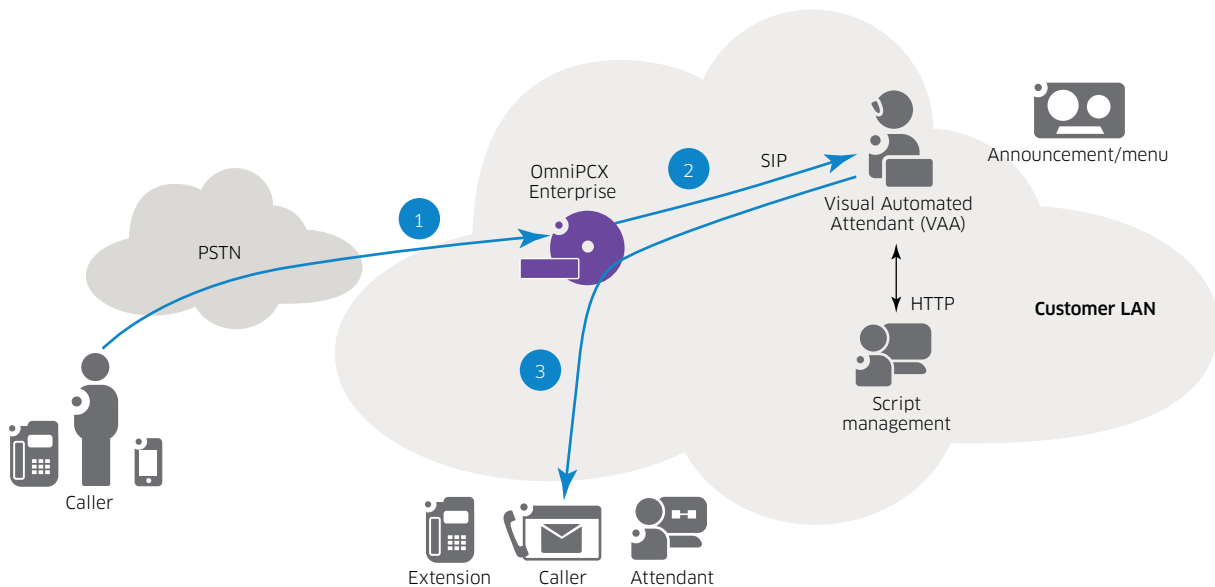 Announcement/menu
OmniPCX
Enterprise
2
SIP
Visual Automated
Attendant (VAA)
1
PSTN
HTTP
Customer LAN
3
Script
management
Caller
Extension
Caller
Attendant